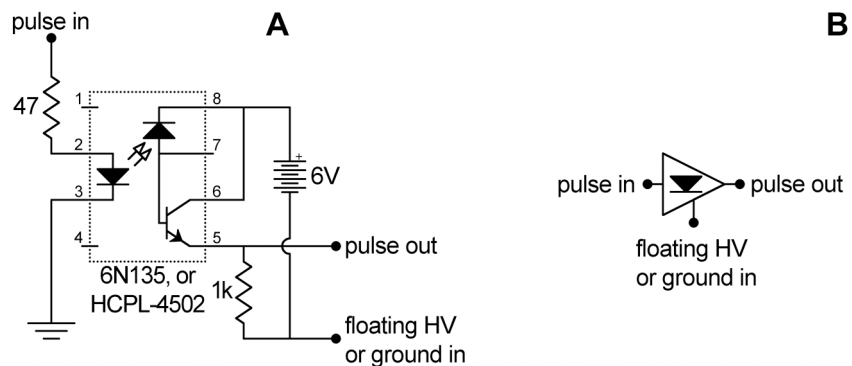 pulse in
A
B
47
1
2
3
4
8
7
6
5
+
6V
pulse out
6N135, or
HCPL-4502
1k
floating HV
or ground in
pulse in
pulse out
floating HV
or ground in